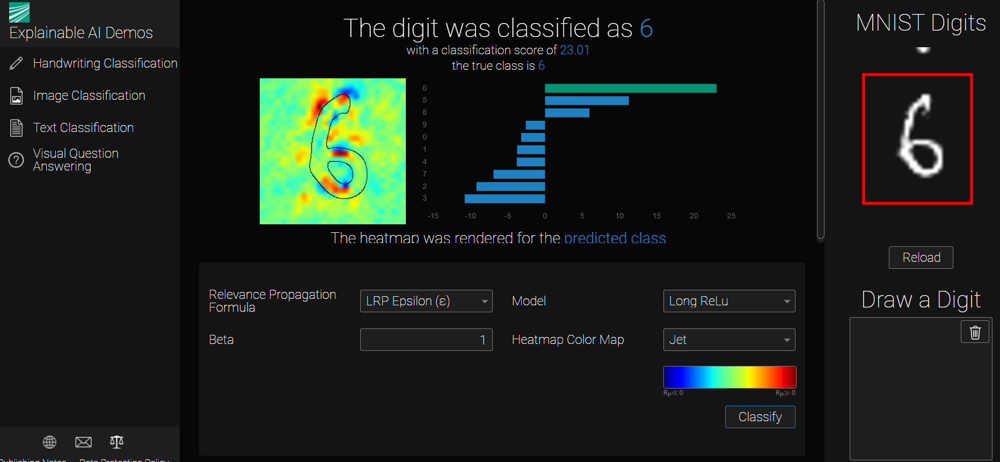 Explainable AI Demos
Handwriting Classification
Image Classification
Text Classification
Visual Question
Answering
Publishing Notes
Data Protection Policy
The digit was classified as 6
with a classification score of 23.01
the true class is 6
6
5
8
9
0
1
4
7
2
3
-15 -10 -5 0 5 10 15 20 25
The heatmap was rendered for the predicted class
Relevance Propagation
Formula
LRP Epsilon (ε)
Model
Long ReLu
Beta
1
Heatmap Color Map
Jet
Rp≪ 0
Rp≫ 0
Classify
MNIST Digits
6
Reload
Draw a Digit